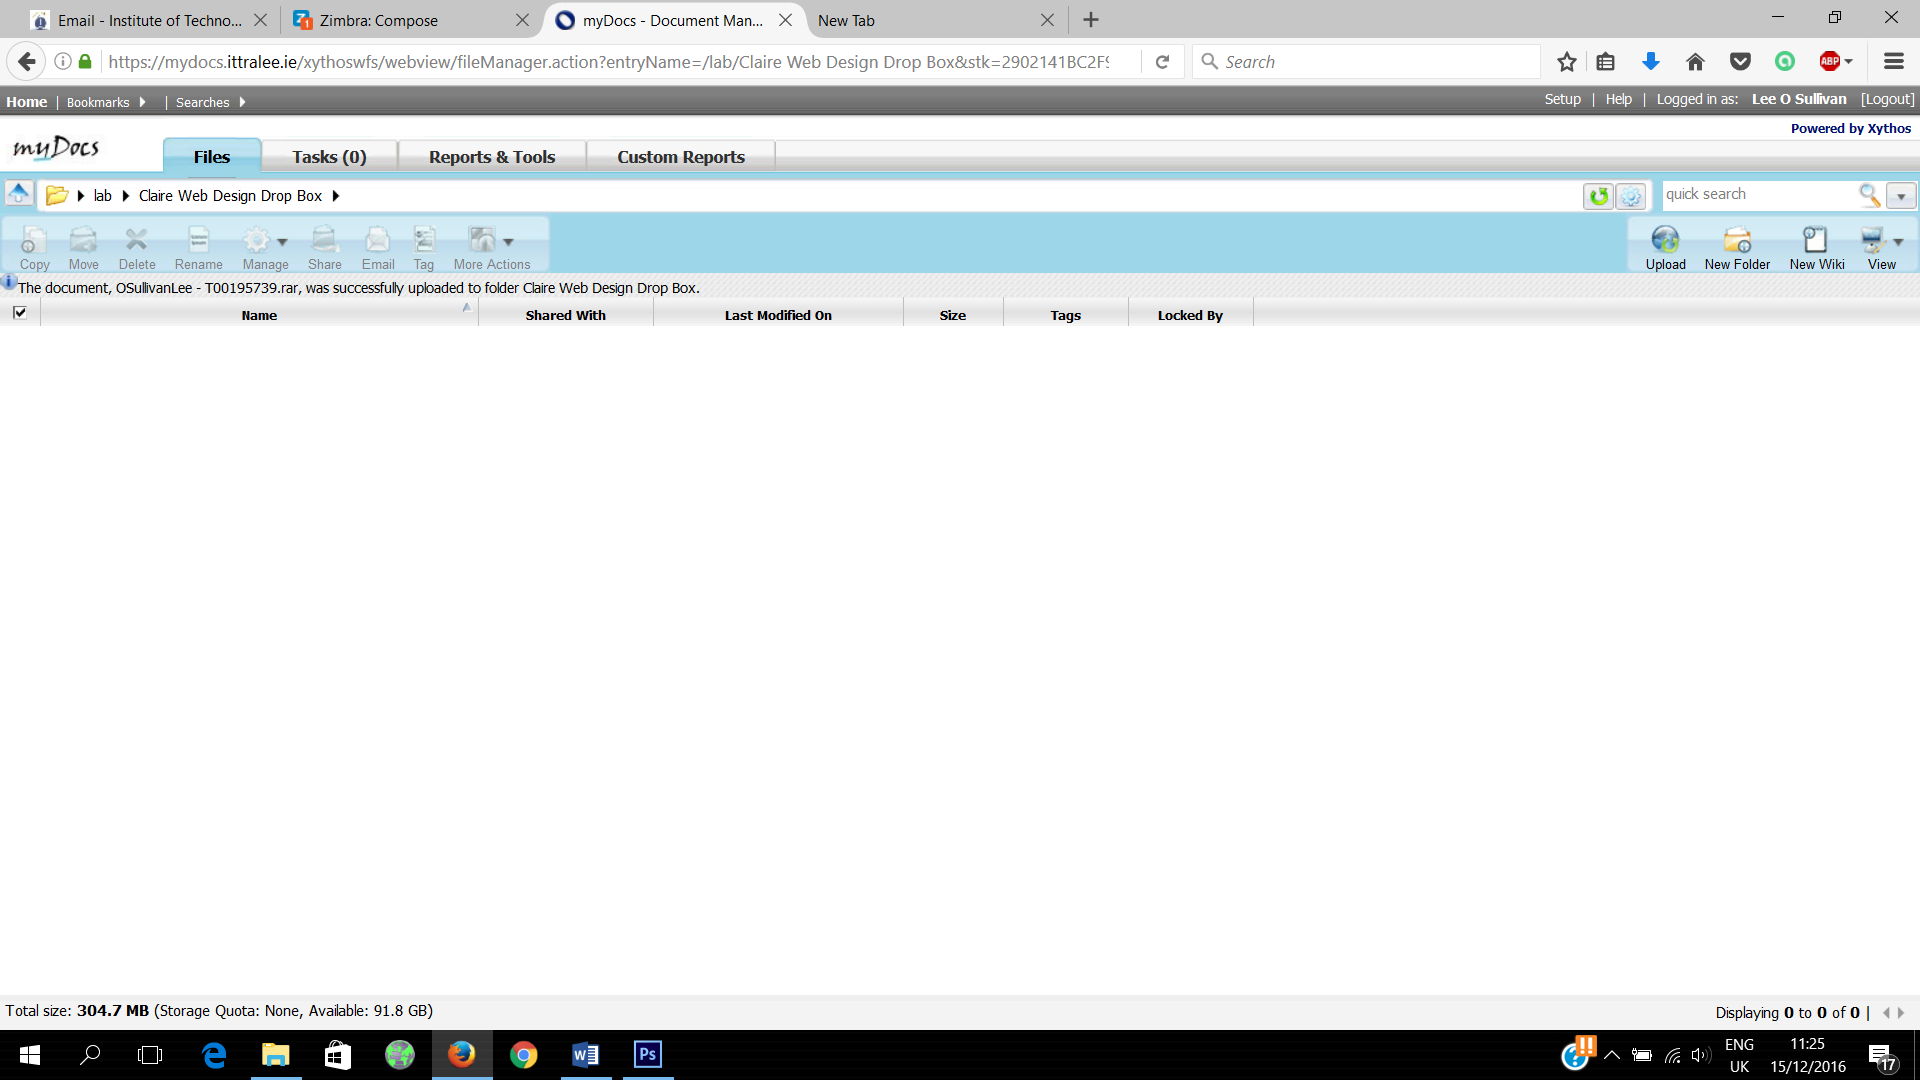 Email - Institute of Techno...
Zimbra: Compose
myDocs - Document Man...
New Tab
https://mydocs.ittralee.ie/xythoswfs/webview/fileManager.action?entryName=/lab/Claire Web Design Drop Box&stk=2902141BC2F9
Search
ABP
Home | Bookmarks | Searches
Setup | Help | Logged in as: Lee O Sullivan [Logout]
Powered by Xythos
myDocs
Files
Tasks (0)
Reports & Tools
Custom Reports
lab
Claire Web Design Drop Box
quick search
Copy
Move
Delete
Rename
Manage
Share
Email
Tag
More Actions
Upload
New Folder
New Wiki
View
The document, OSullivanLee - T00195739.rar, was successfully uploaded to folder Claire Web Design Drop Box.
Name
Shared With
Last Modified On
Size
Tags
Locked By
Total size: 304.7 MB (Storage Quota: None, Available: 91.8 GB)
Displaying 0 to 0 of 0 |
Ps
ENG
UK
11:25
15/12/2016
17